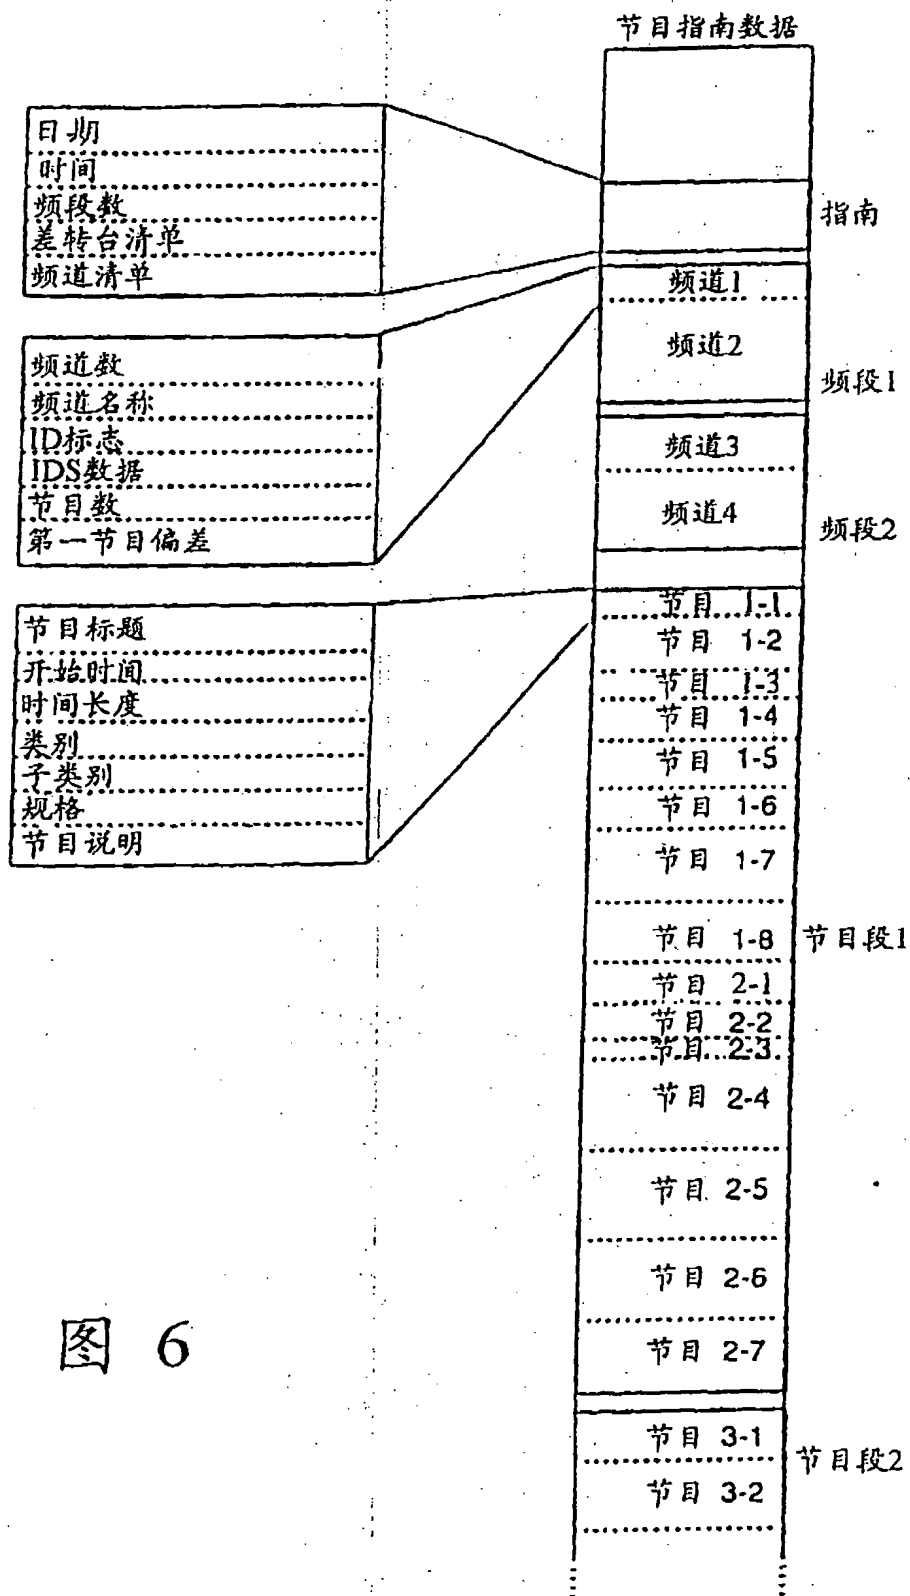 节目指南数据
日期
时间
频段数
差转台清单
频道清单
指南
频道数
频道名称
ID标志
IDS数据
节目数
第一节目偏差
频道1
频道2
频段1
频道3
频道4
频段2
节目标题
开始时间
时间长度
类别
子类别
规格
节目说明
节目 1-1
节目 1-2
节目 1-3
节目 1-4
节目 1-5
节目 1-6
节目 1-7
节目 1-8
节目段1
节目 2-1
节目 2-2
节目 2-3
节目 2-4
节目 2-5
节目 2-6
节目 2-7
节目 3-1
节目段2
节目 3-2
图 6